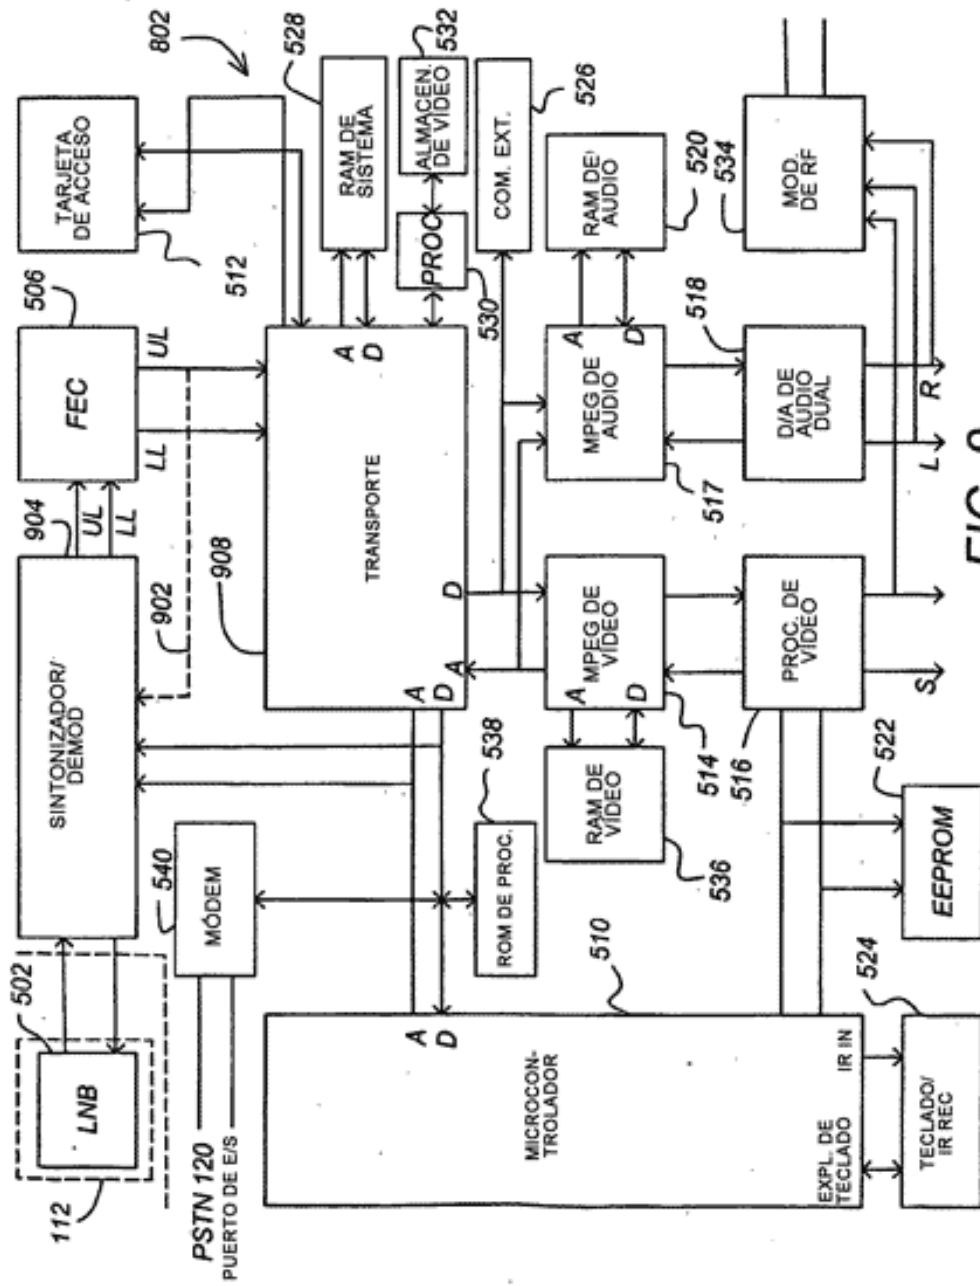 112
502
LNB
SINTONIZADOR/
DEMOD
904
UL
LL
902
506
FEC
LL
UL
TARJETA
DE ACCESO
512
802
PSTN 120
PUERTO DE E/S
540
MÓDEM
908
TRANSPORTE
A
D
A
D
A
D
RAM DE
SISTEMA
528
PROC
530
ALMACEN.
DE VÍDEO
532
COM. EXT.
526
ROM DE PROC.
538
510
MICROCON-
TROLADOR
A
D
EXPL. DE
TECLADO
IR IN
RAM DE
VÍDEO
536
A
D
MPEG DE
VÍDEO
514
MPEG DE
AUDIO
517
A
D
RAM DE
AUDIO
520
PROC. DE
VÍDEO
516
D/A DE
AUDIO
DUAL
518
MOD.
DE RF
534
TECLADO/
IR REC
524
EEPROM
522
S
L
R